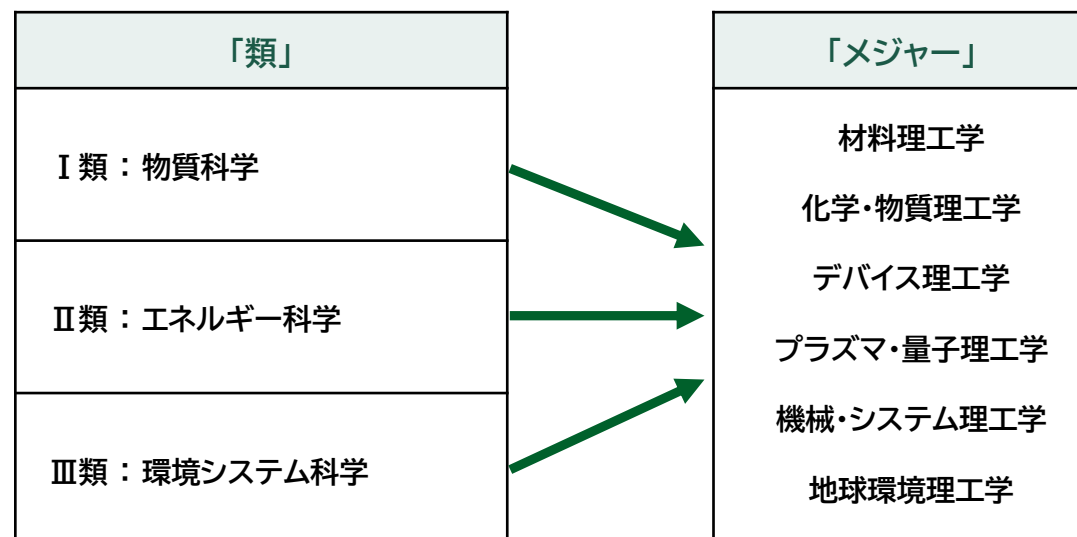 「類」
Ⅰ類：物質科学
Ⅱ類：エネルギー科学
Ⅲ類：環境システム科学
「メジャー」
材料理工学
化学・物質理工学
デバイス理工学
プラズマ・量子理工学
機械・システム理工学
地球環境理工学